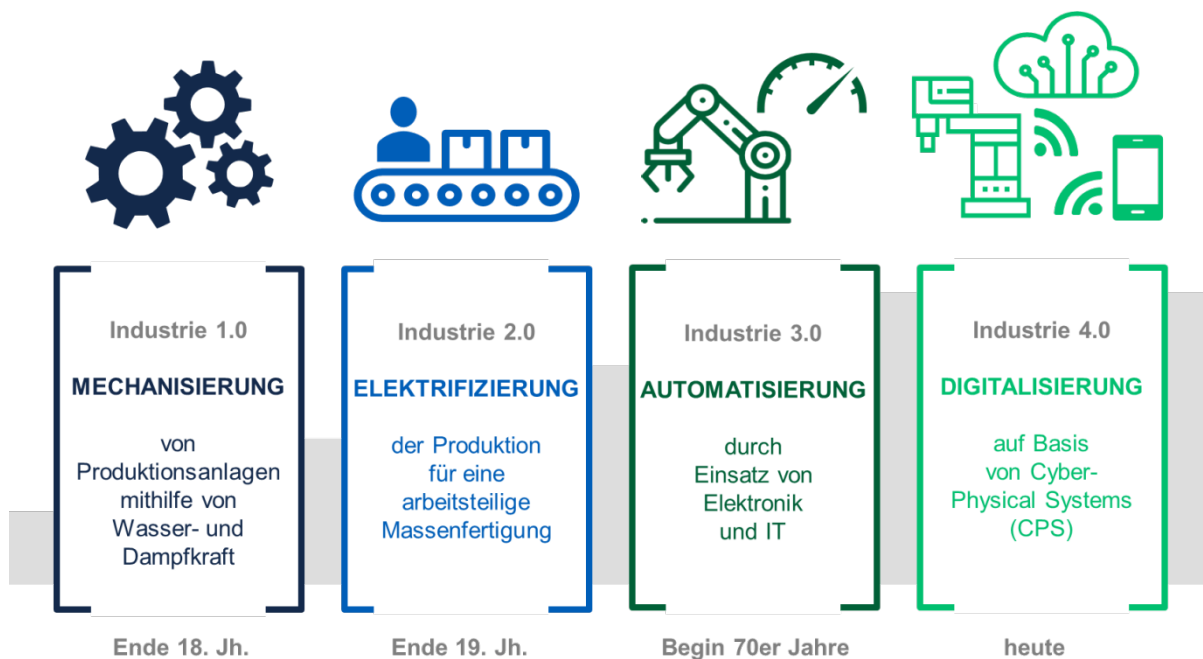 Industrie 1.0
MECHANISIERUNG
von
Produktionsanlagen
mithilfe von
Wasser- und
Dampfkraft
Ende 18. Jh.
Industrie 2.0
ELEKTRIFIZIERUNG
der Produktion
für eine
arbeitsteilige
Massenfertigung
Ende 19. Jh.
Industrie 3.0
AUTOMATISIERUNG
durch
Einsatz von
Elektronik
und IT
Begin 70er Jahre
Industrie 4.0
DIGITALISIERUNG
auf Basis
von Cyber-
Physical Systems
(CPS)
heute